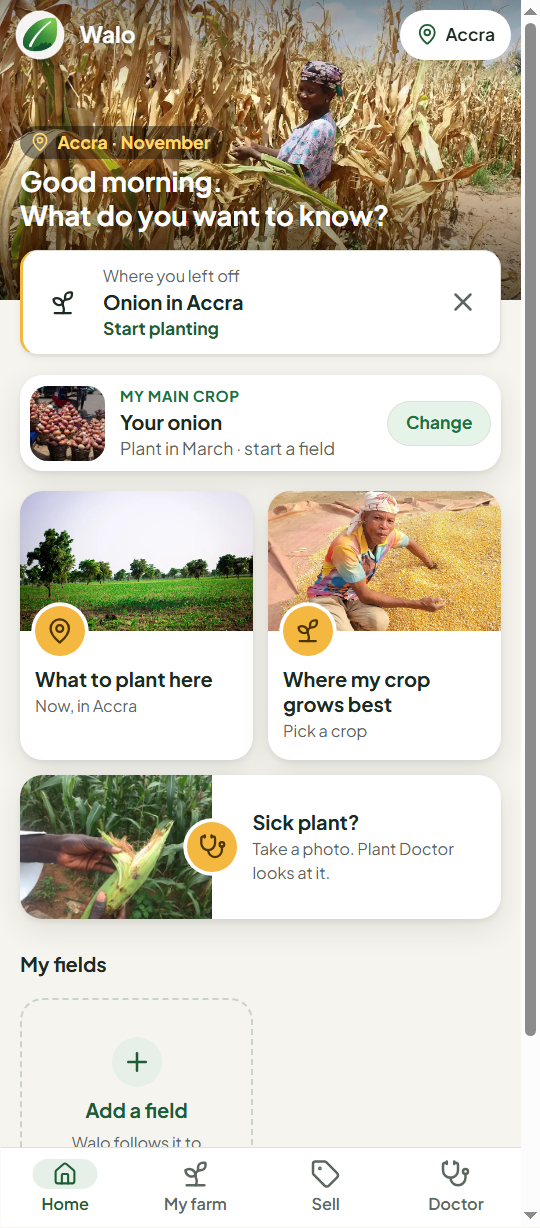 Walo
Accra
Accra · November
Good morning.
What do you want to know?
Where you left off
Onion in Accra
Start planting
MY MAIN CROP
Your onion
Plant in March · start a field
Change
What to plant here
Now, in Accra
Where my crop
grows best
Pick a crop
Sick plant?
Take a photo. Plant Doctor
looks at it.
My fields
Add a field
Walo follows it to
Home
My farm
Sell
Doctor